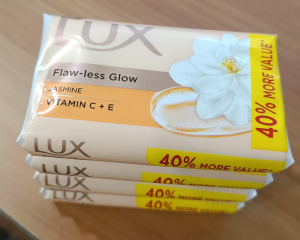 LUX
Flaw-less Glow
JASMINE
VITAMIN C + E
40% MORE VALUE*
LUX
40% MORE VALUE*
LUX
40% MORE VALUE*
LUX
40% MORE VALUE*
LUX
40% MORE VALUE*